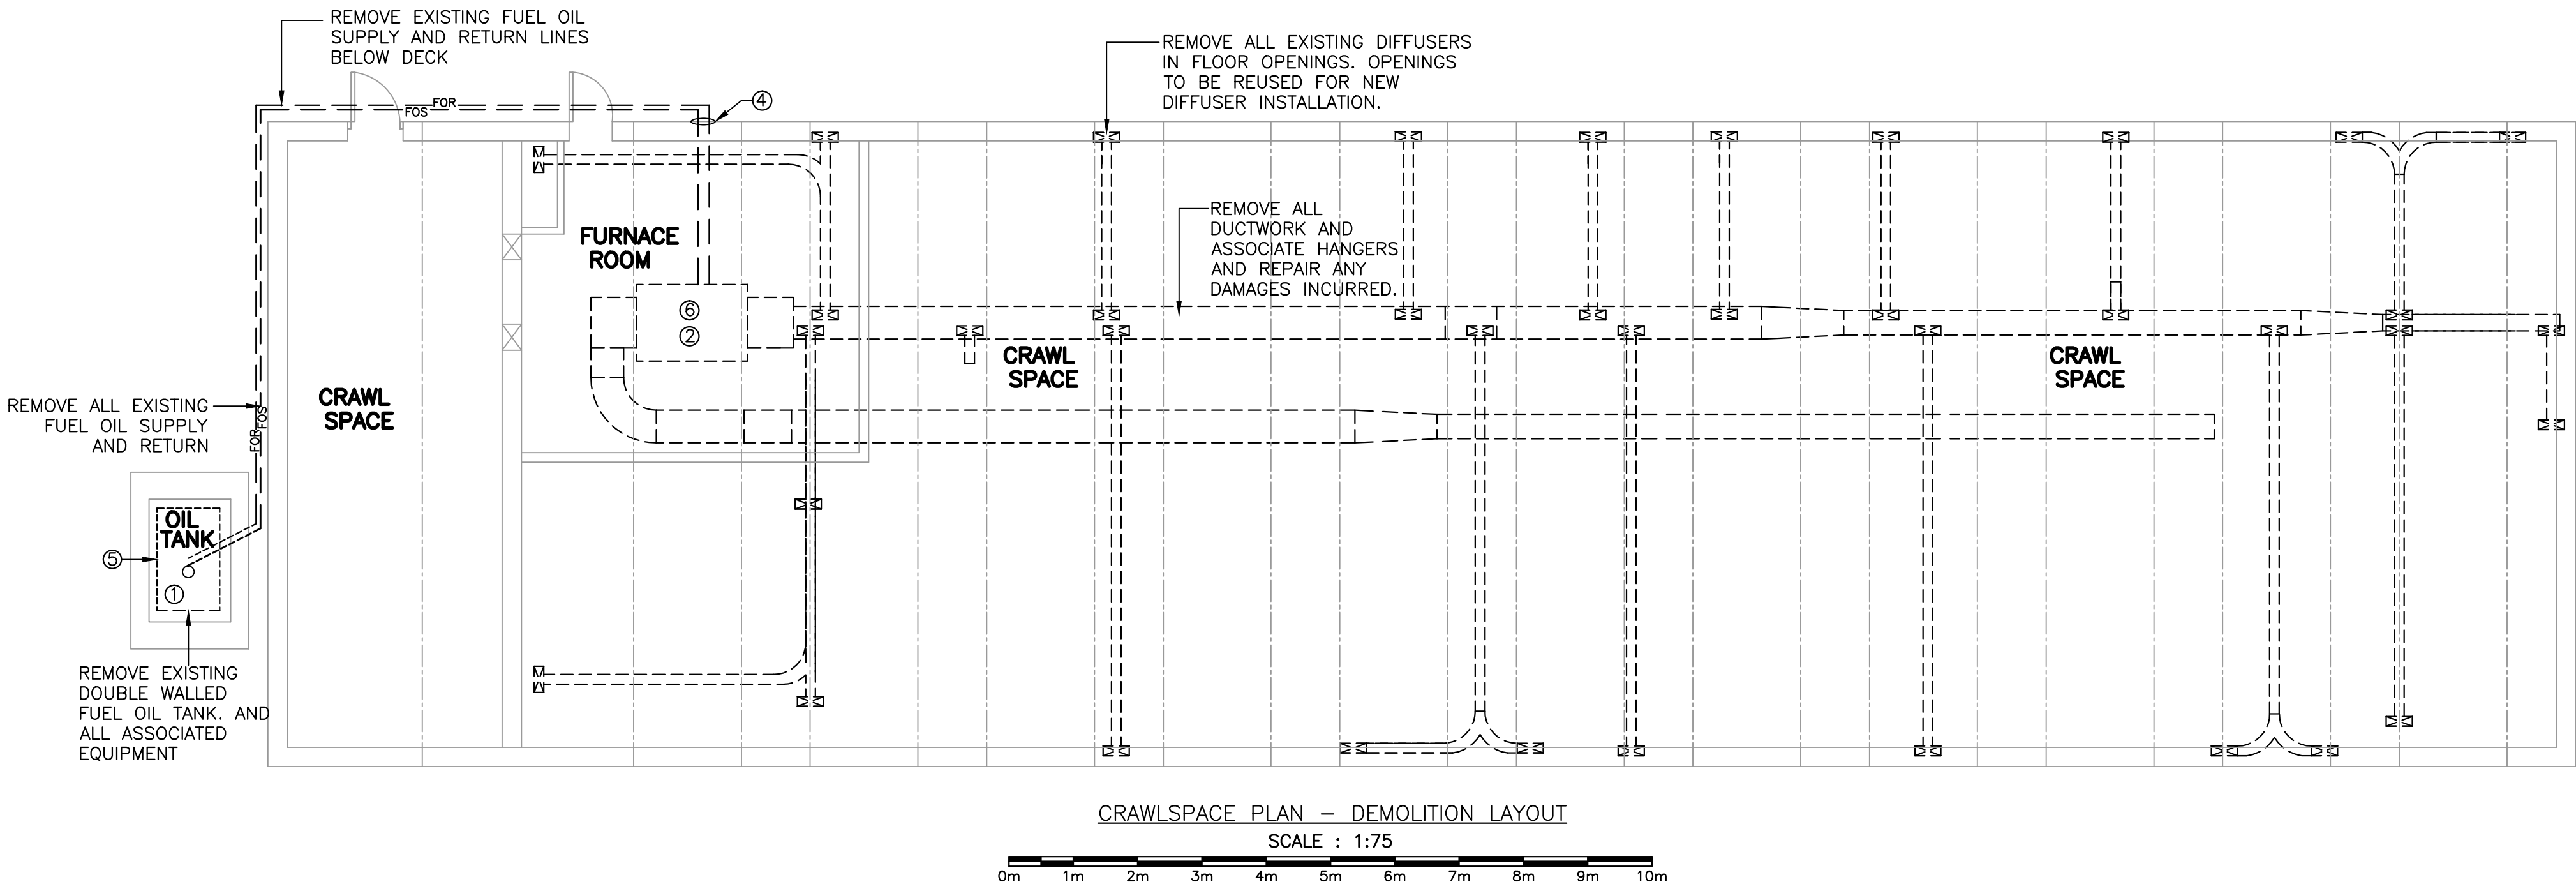 REMOVE EXISTING FUEL OIL
SUPPLY AND RETURN LINES
BELOW DECK
REMOVE ALL EXISTING DIFFUSERS
IN FLOOR OPENINGS. OPENINGS
TO BE REUSED FOR NEW
DIFFUSER INSTALLATION.
FOR
FOS
4
REMOVE ALL
DUCTWORK AND
ASSOCIATE HANGERS
AND REPAIR ANY
DAMAGES INCURRED.
FURNACE
ROOM
6
2
CRAWL
SPACE
CRAWL
SPACE
CRAWL
SPACE
REMOVE ALL EXISTING
FUEL OIL SUPPLY
AND RETURN
FOR
FOS
OIL
TANK
5
1
REMOVE EXISTING
DOUBLE WALLED
FUEL OIL TANK. AND
ALL ASSOCIATED
EQUIPMENT
CRAWLSPACE PLAN – DEMOLITION LAYOUT
SCALE : 1:75
0m 1m 2m 3m 4m 5m 6m 7m 8m 9m 10m